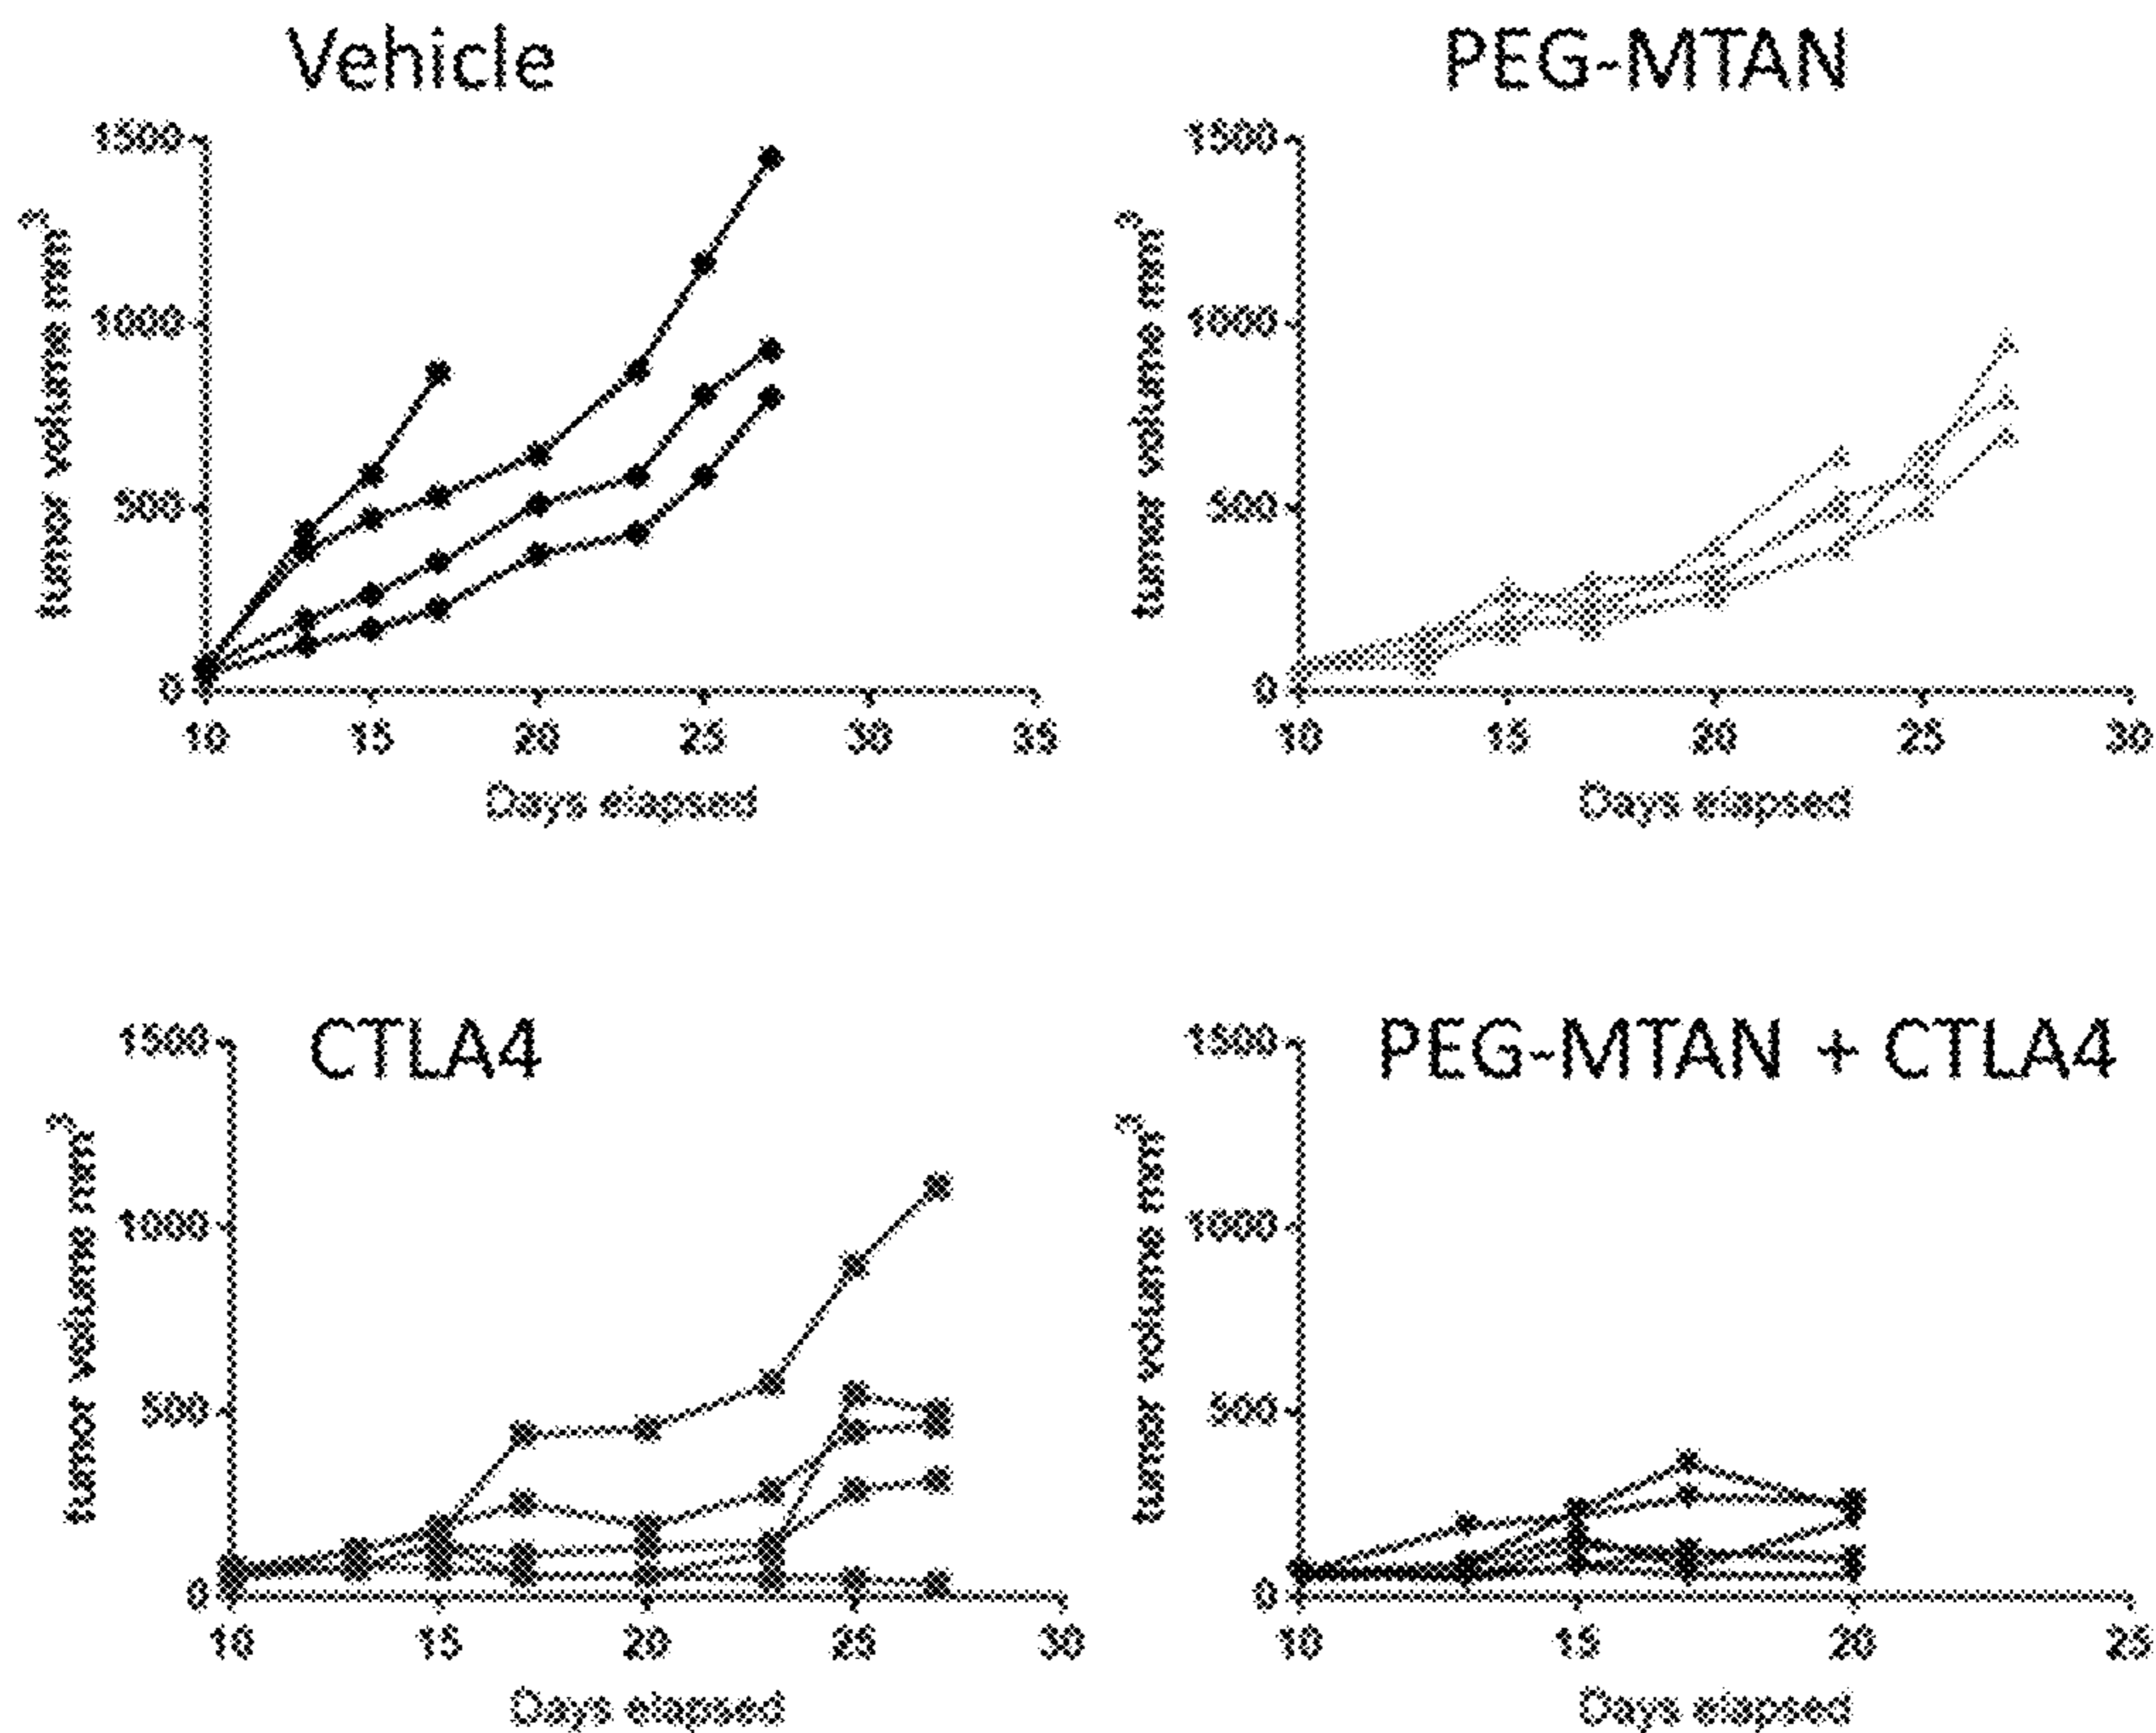 Vehicle
1500
1000
500
0
tumor volume mm3
10 15 20 25 30 35
Days elapsed
PEG-MTAN
1500
1000
500
0
tumor volume mm3
10 15 20 25 30
Days elapsed
CTLA4
1500
1000
500
0
tumor volume mm3
10 15 20 25 30
Days elapsed
PEG-MTAN + CTLA4
1500
1000
500
0
tumor volume mm3
10 15 20 25
Days elapsed